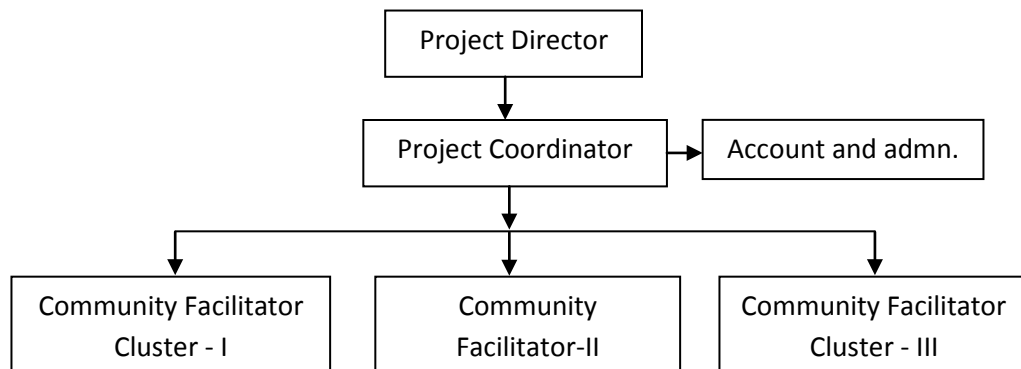 Project Director
Project Coordinator
Account and admn.
Community Facilitator
Cluster - I
Community
Facilitator-II
Community Facilitator
Cluster - III